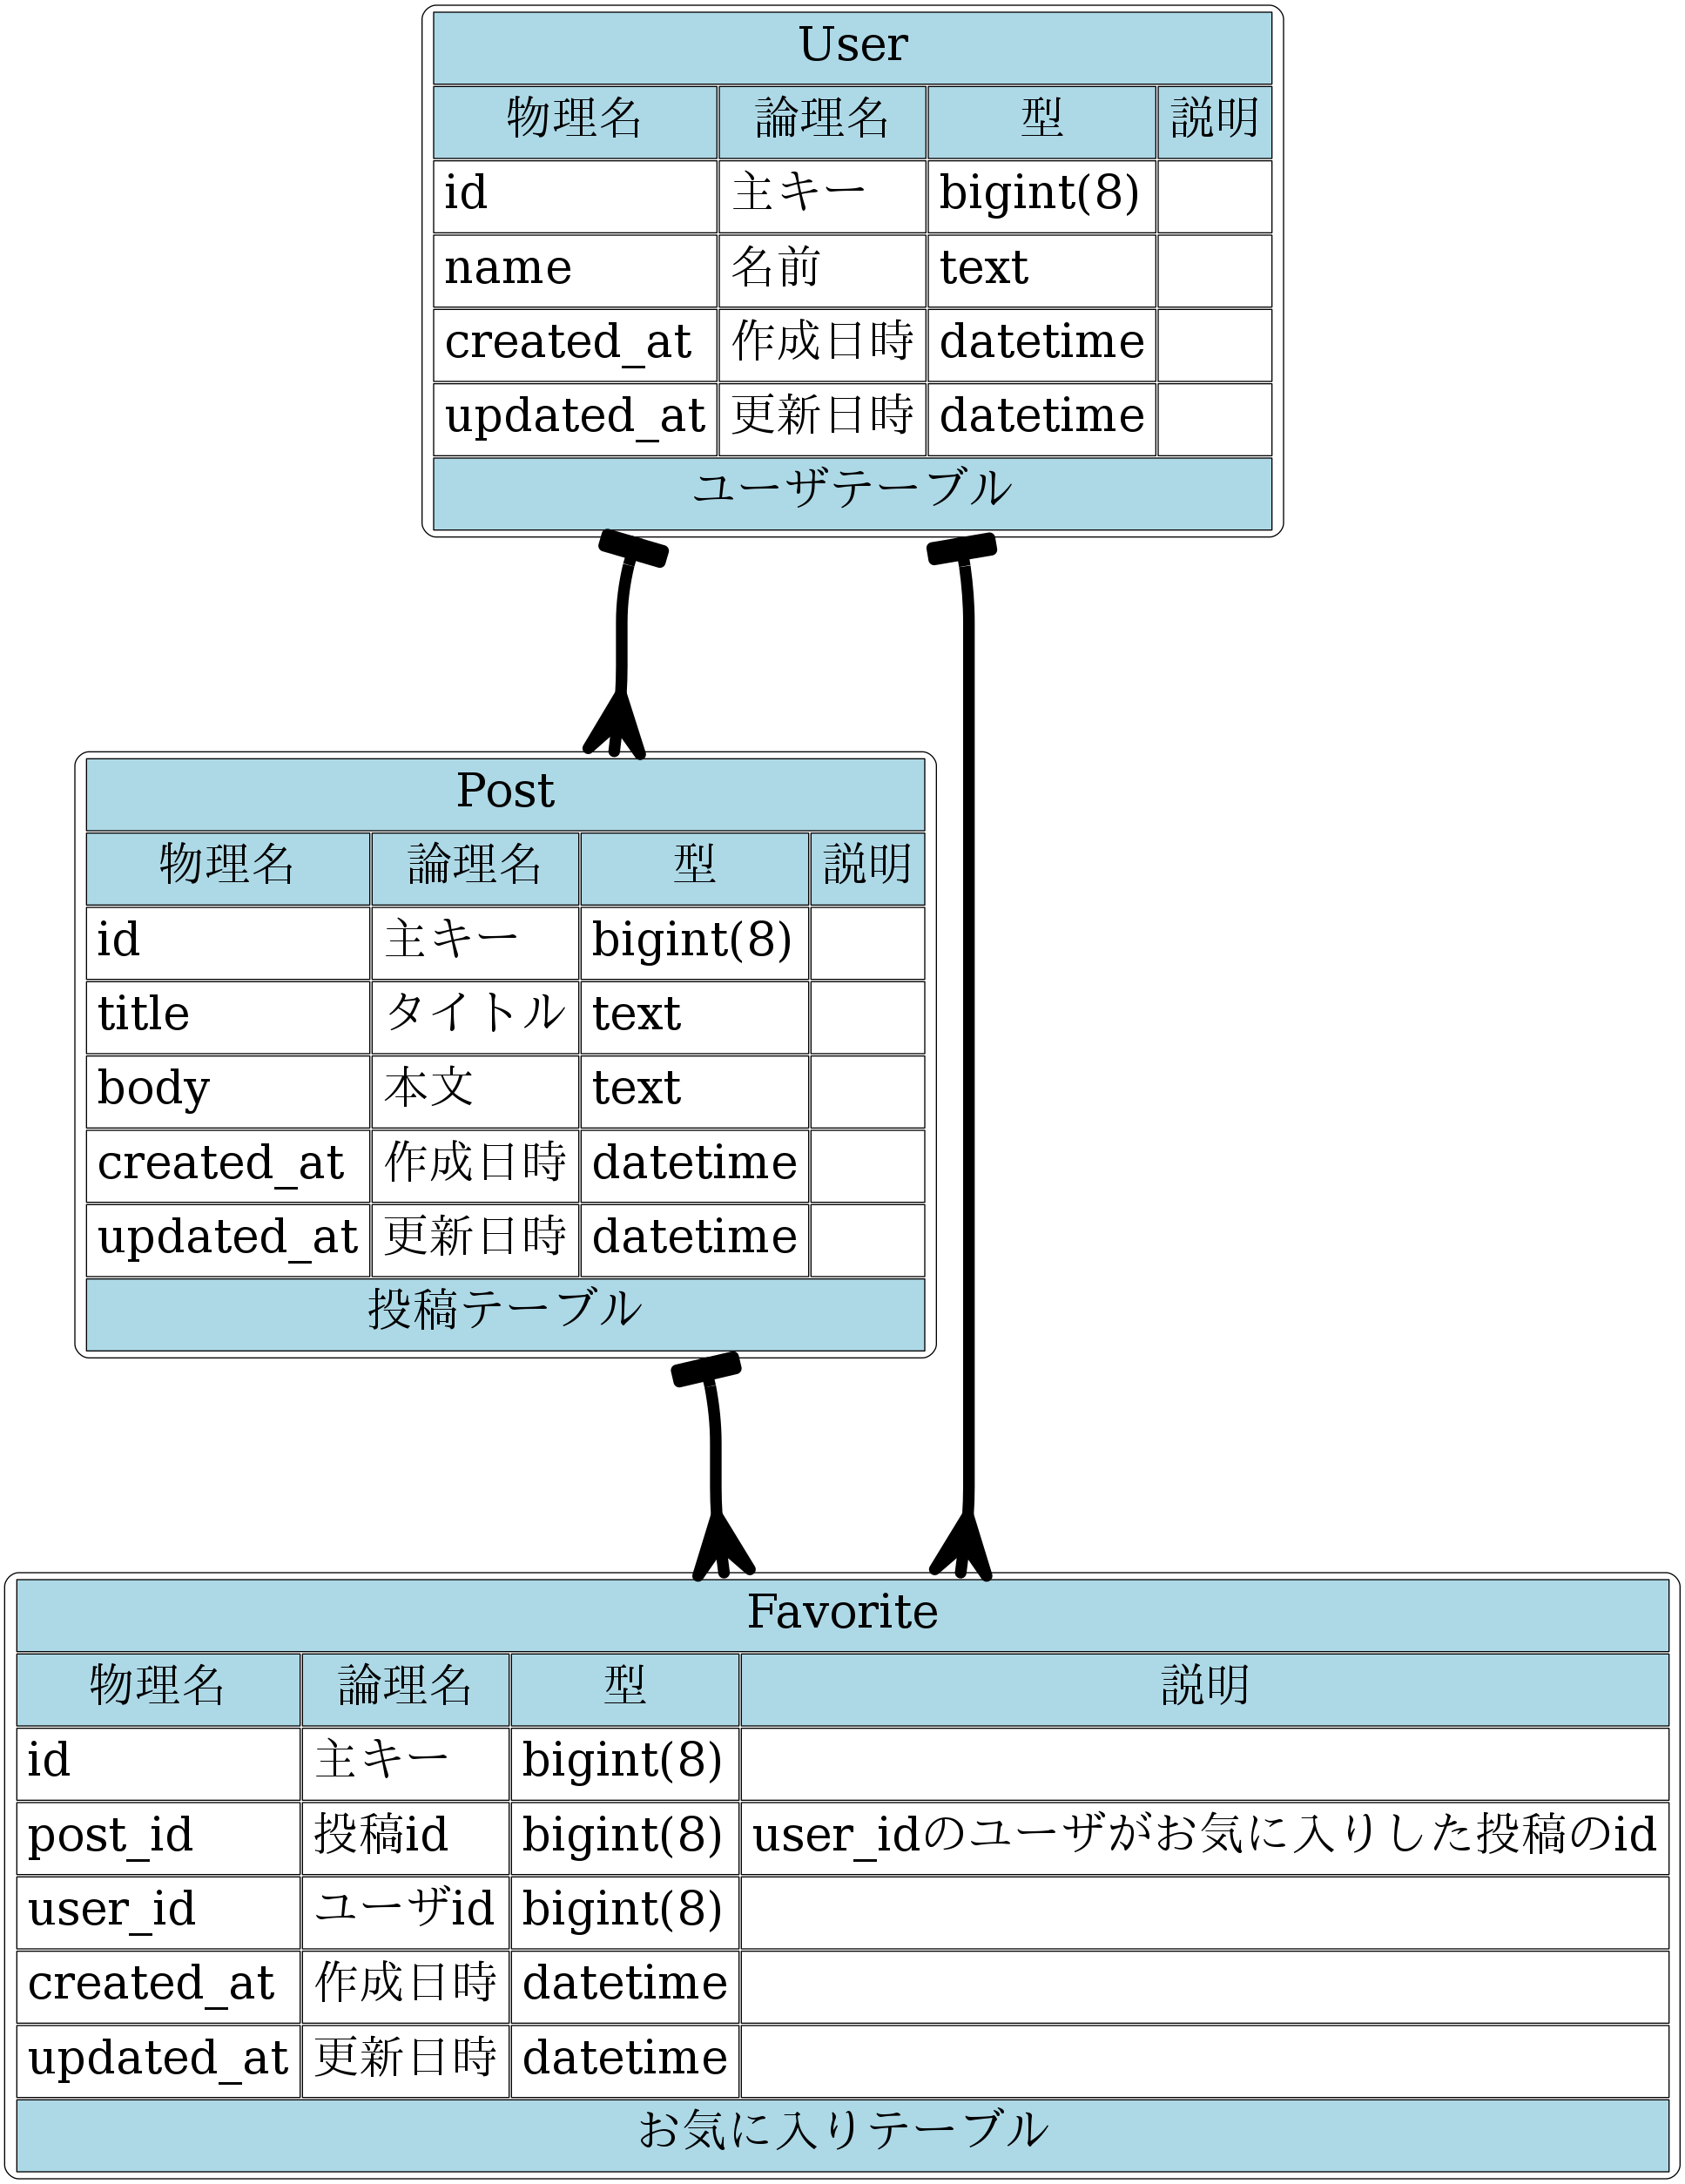 User
物理名 論理名 型 説明
id 主キー bigint(8)
name 名前 text
created_at 作成日時 datetime
updated_at 更新日時 datetime
ユーザテーブル
Post
物理名 論理名 型 説明
id 主キー bigint(8)
title タイトル text
body 本文 text
created_at 作成日時 datetime
updated_at 更新日時 datetime
投稿テーブル
Favorite
物理名 論理名 型 説明
id 主キー bigint(8)
post_id 投稿id bigint(8) user_idのユーザがお気に入りした投稿のid
user_id ユーザid bigint(8)
created_at 作成日時 datetime
updated_at 更新日時 datetime
お気に入りテーブル